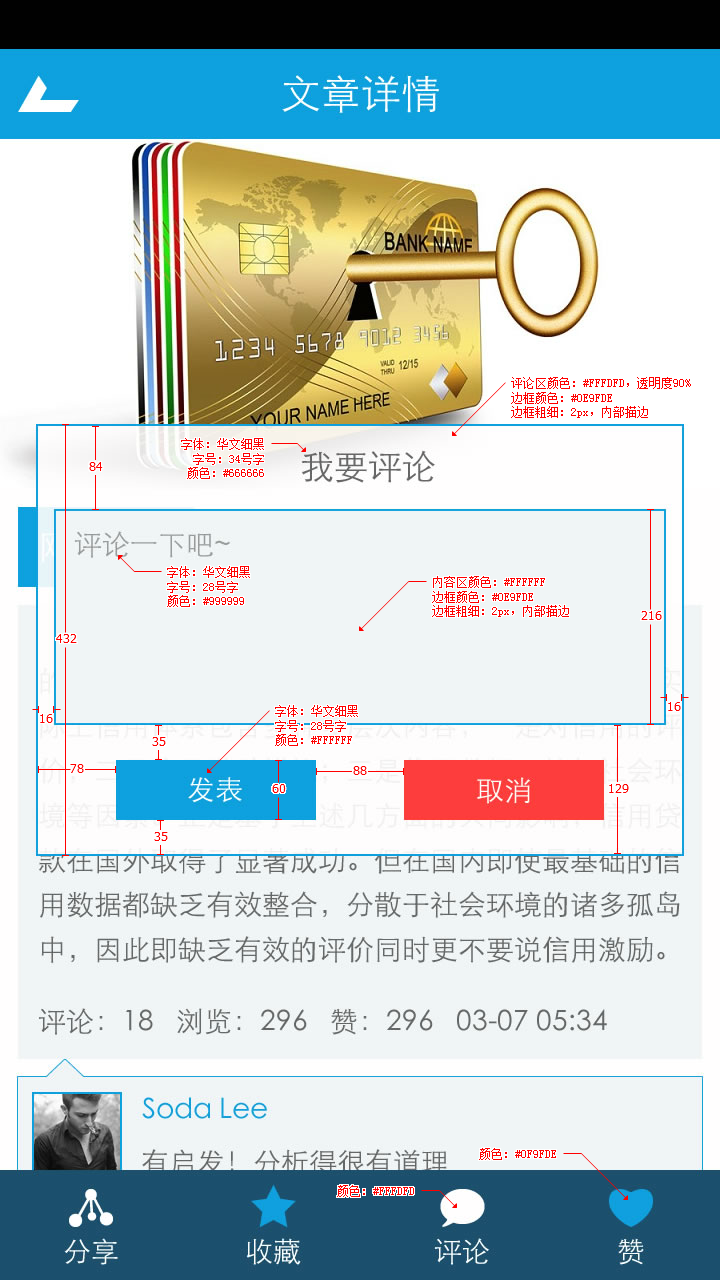 文章详情
BANK NAME
1234 5678 9012 3456
VALID THRU 12/15
YOUR NAME HERE
评论区颜色: #FFFDFD, 透明度90%
边框颜色: #0E9FDE
边框粗细: 2px, 内部描边
字体: 华文细黑
字号: 34号字
颜色: #666666
我要评论
84
评论一下吧~
字体: 华文细黑
字号: 28号字
颜色: #999999
内容区颜色: #FFFFFF
边框颜色: #0E9FDE
边框粗细: 2px, 内部描边
216
432
16
16
字体: 华文细黑
字号: 28号字
颜色: #FFFFFF
35
78
发表
60
88
取消
129
35
款在国外取得了显著成功。但在国内即使最基础的信
用数据都缺乏有效整合，分散于社会环境的诸多孤岛
中，因此即缺乏有效的评价同时更不要说信用激励。
评论: 18 浏览: 296 赞: 296 03-07 05:34
Soda Lee
有启发！分析得很有道理
颜色: #0F9FDE
颜色: #FFFDFD
分享
收藏
评论
赞